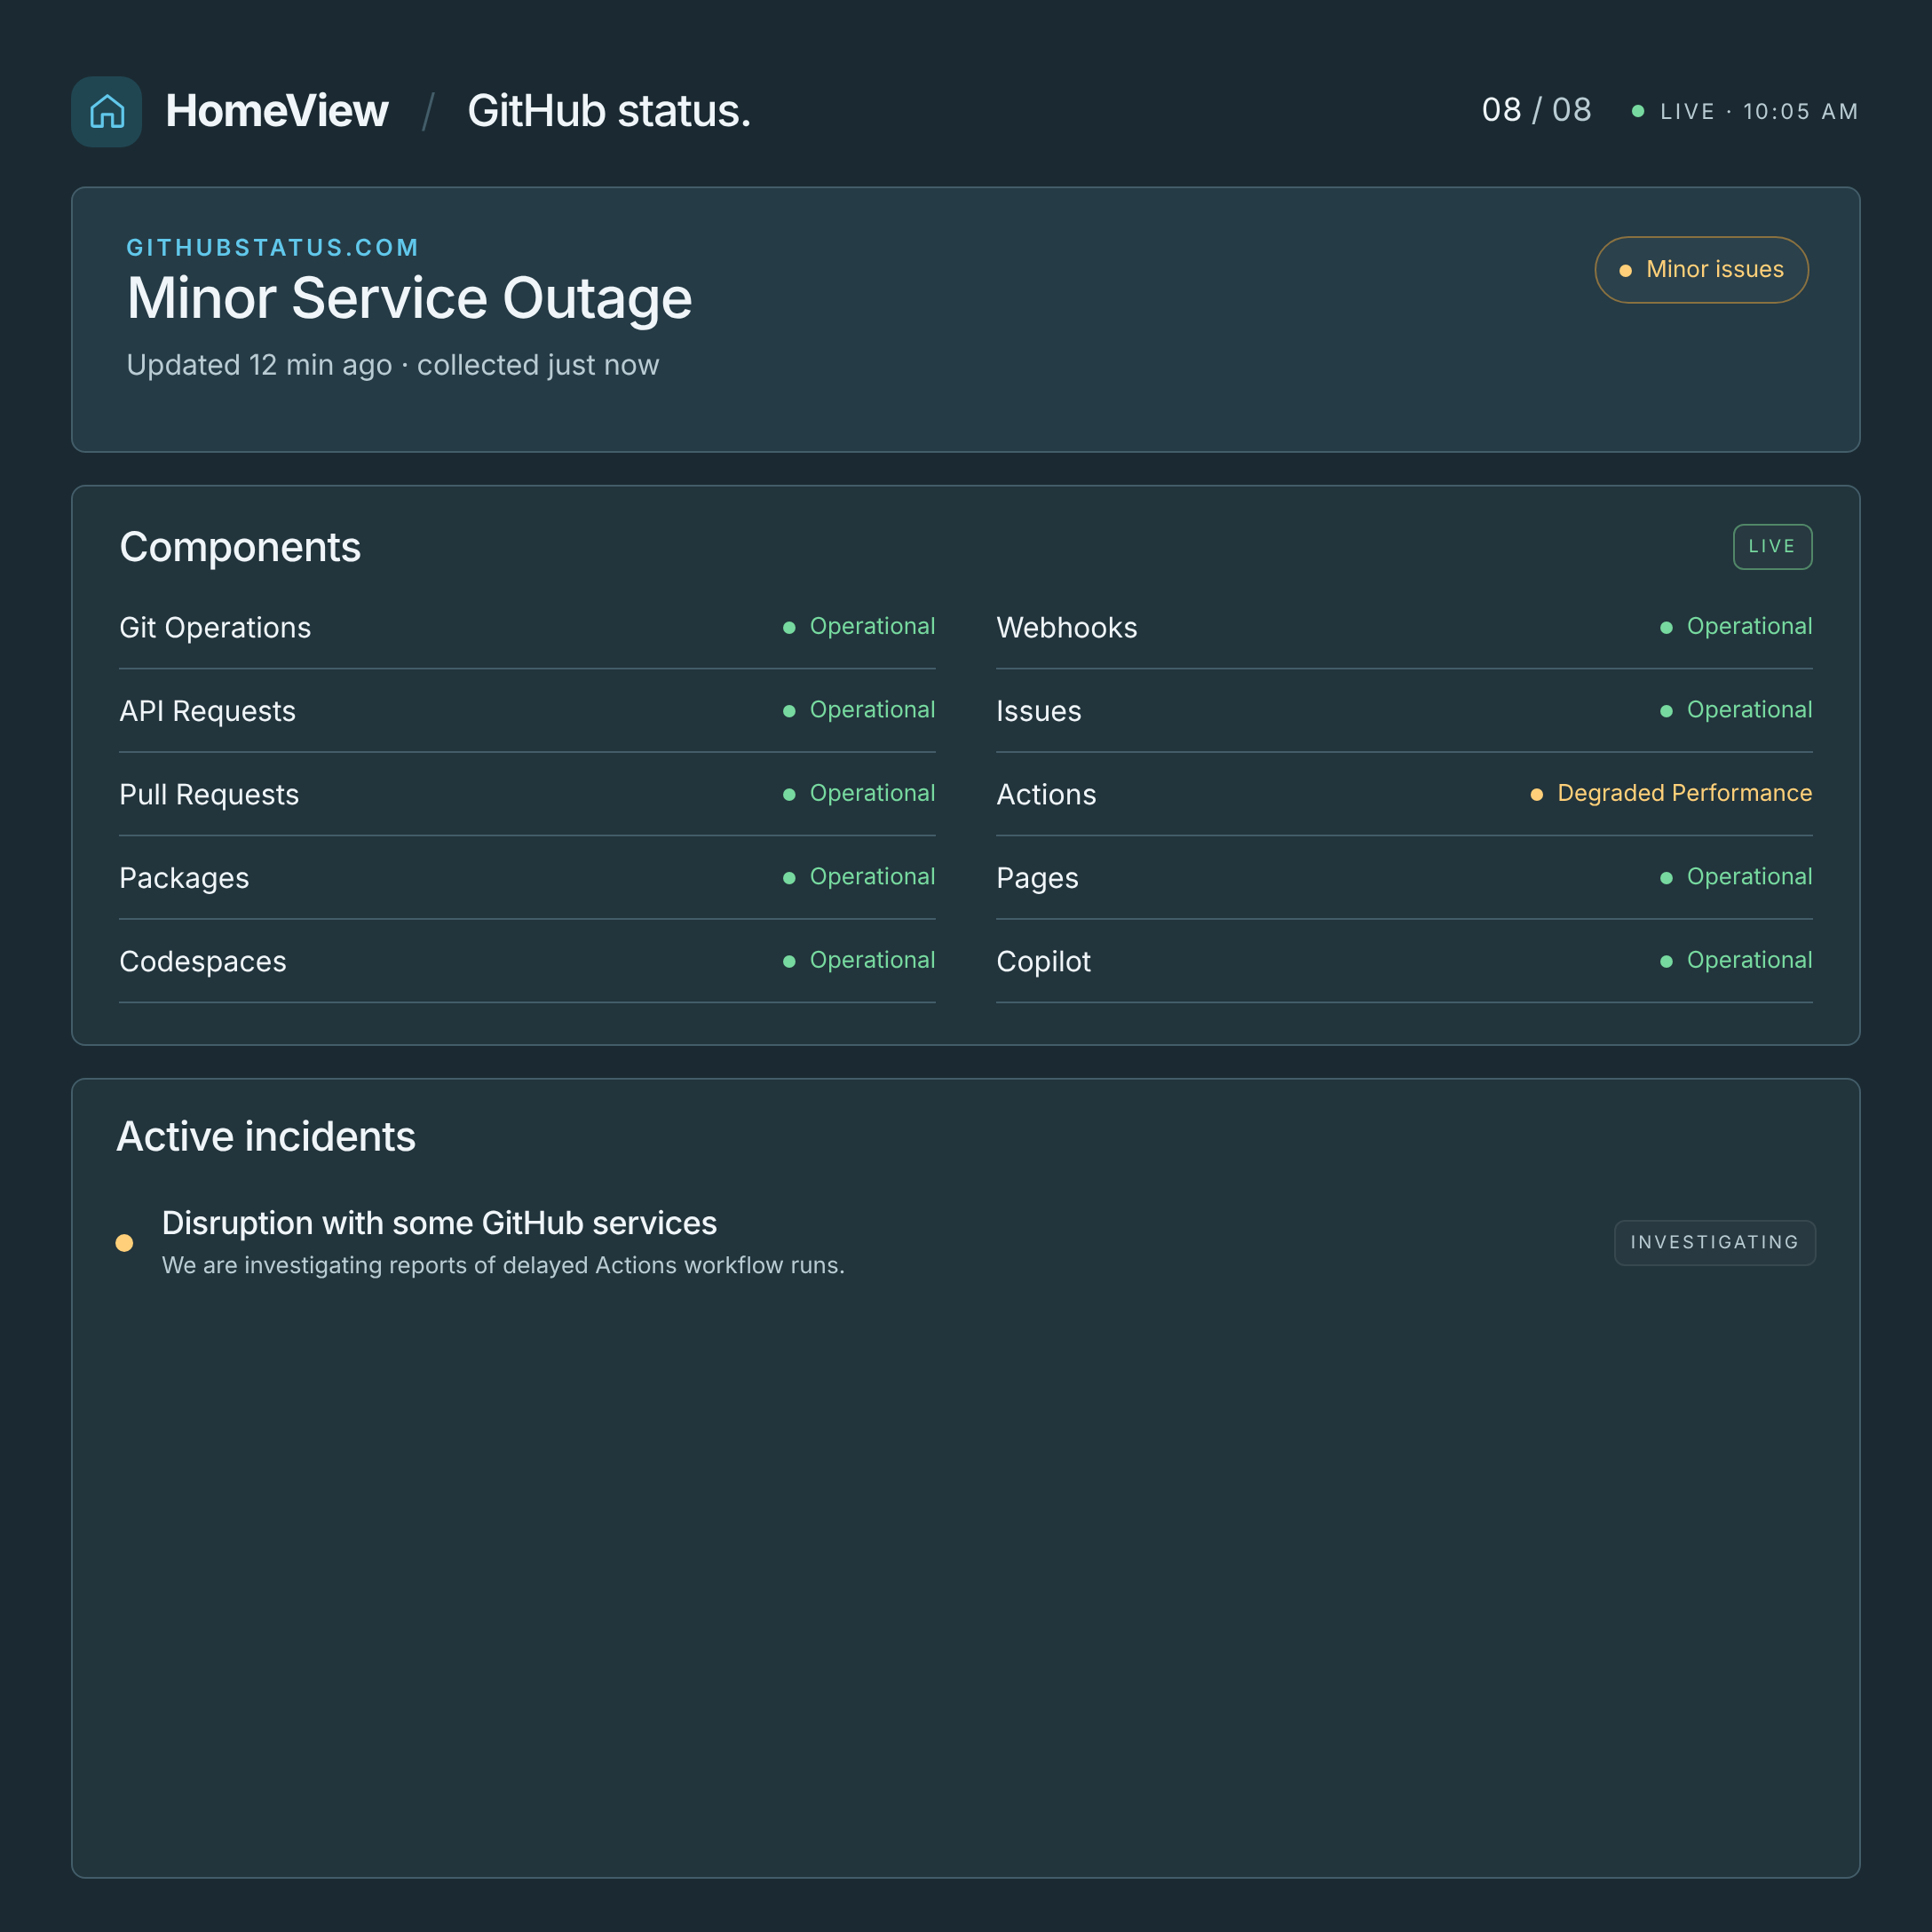 HomeView / GitHub status.
08 / 08
LIVE · 10:05 AM
GITHUBSTATUS.COM
Minor Service Outage
Updated 12 min ago · collected just now
Minor issues
Components
LIVE
Git Operations Operational
Webhooks Operational
API Requests Operational
Issues Operational
Pull Requests Operational
Actions Degraded Performance
Packages Operational
Pages Operational
Codespaces Operational
Copilot Operational
Active incidents
Disruption with some GitHub services
We are investigating reports of delayed Actions workflow runs.
INVESTIGATING